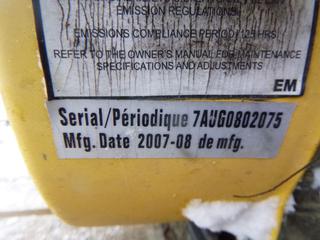 EMISSION REGULATIONS.
EMISSIONS COMPLIANCE PERIOD: 125 HRS.
REFER TO THE OWNER'S MANUAL FOR MAINTENANCE
SPECIFICATIONS AND ADJUSTMENTS
EM
Serial/Périodique 7AUG0802075
Mfg. Date 2007-08 de mfg.